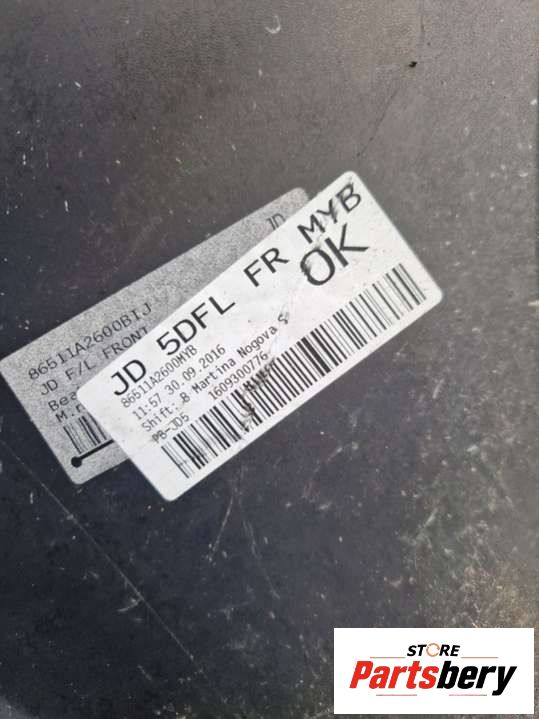 86511A2600BIJ
JD
JD F/L FRONT
JD 5DFL FR MYB
OK
86511A2600MYB
11:57 30.09.2016
Shift: 8 Martina Nogova
1609300776
PB-JD5
STORE
Partsbery